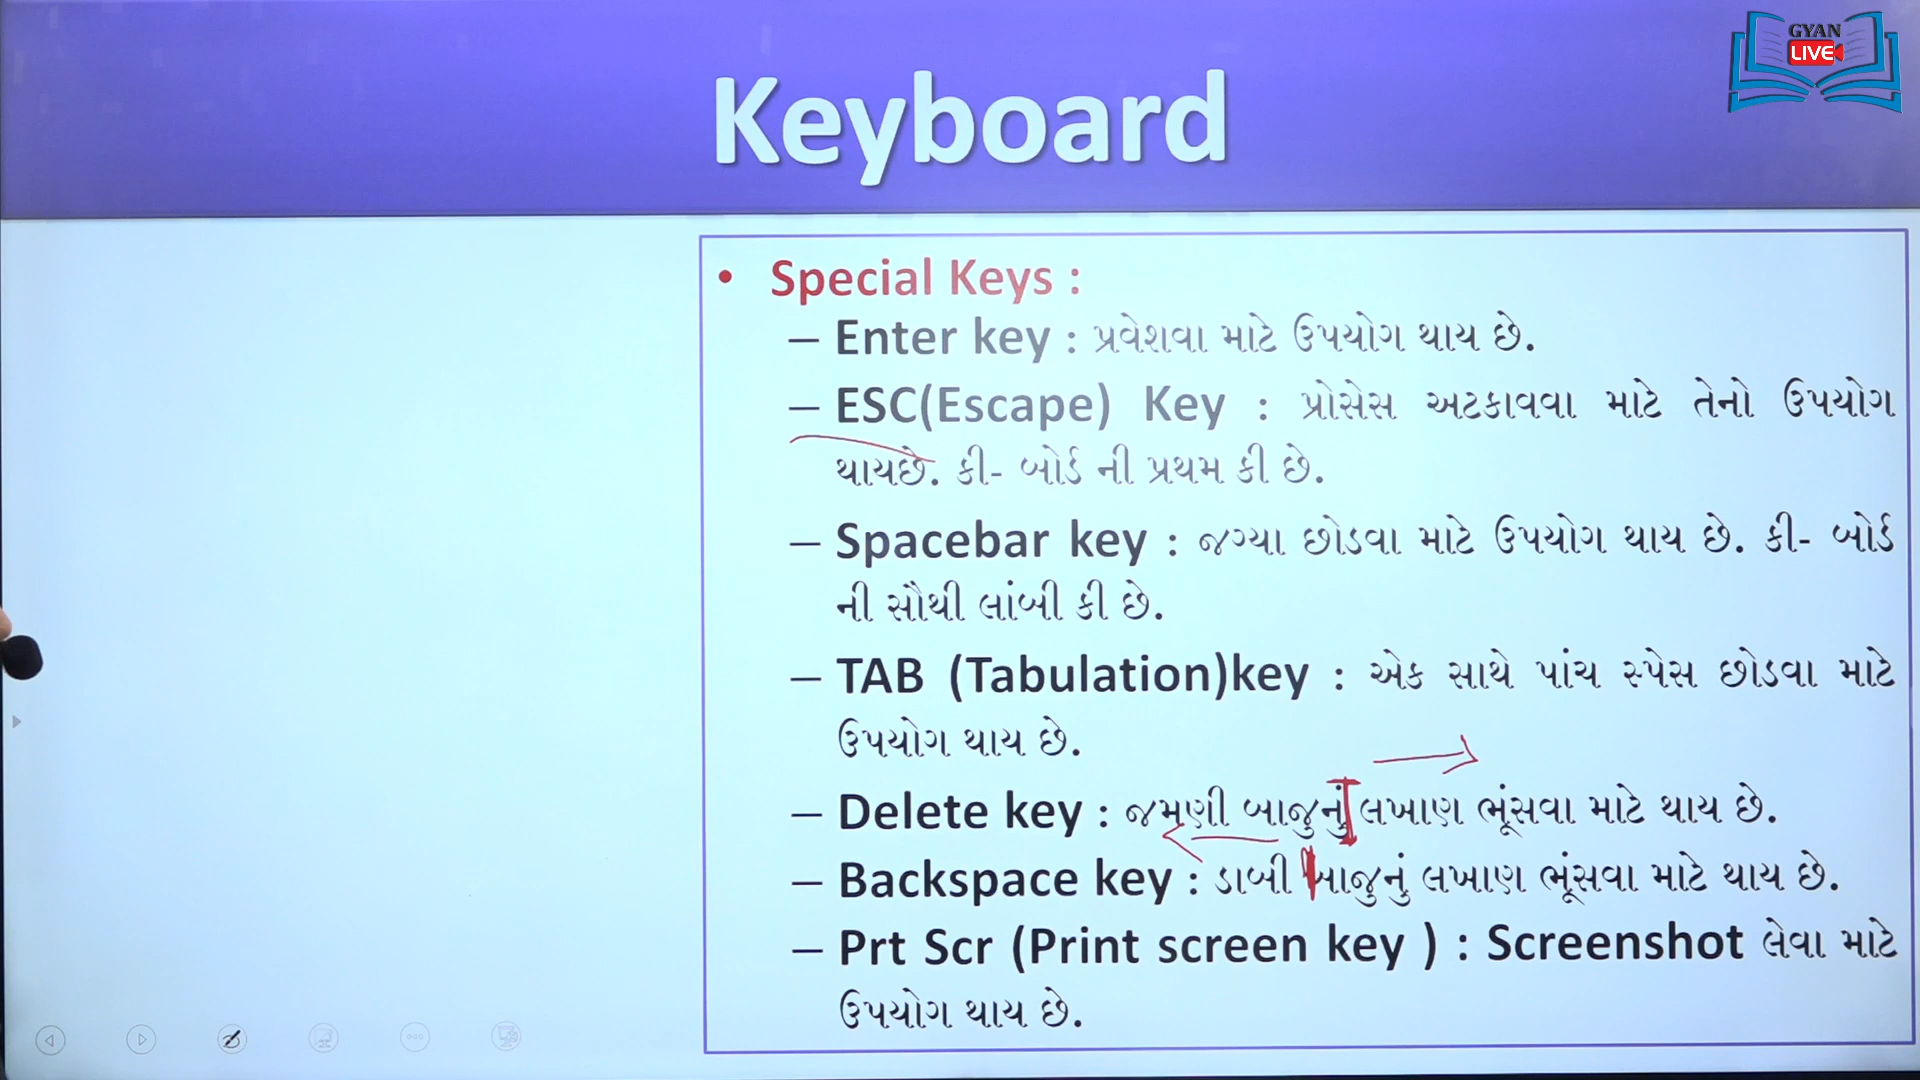 GYAN
LIVE
Keyboard
• Special Keys :
– Enter key : પ્રવેશવા માટે ઉપયોગ થાય છે.
– ESC(Escape) Key : પ્રોસેસ અટકાવવા માટે તેનો ઉપયોગ
થાયછે. કી- બોર્ડ ની પ્રથમ કી છે.
– Spacebar key : જગ્યા છોડવા માટે ઉપયોગ થાય છે. કી- બોર્ડ
ની સૌથી લાંબી કી છે.
– TAB (Tabulation)key : એક સાથે પાંચ સ્પેસ છોડવા માટે
ઉપયોગ થાય છે.
– Delete key : જમણી બાજુનું લખાણ ભૂંસવા માટે થાય છે.
– Backspace key : ડાબી બાજુનું લખાણ ભૂંસવા માટે થાય છે.
– Prt Scr (Print screen key ) : Screenshot લેવા માટે
ઉપયોગ થાય છે.